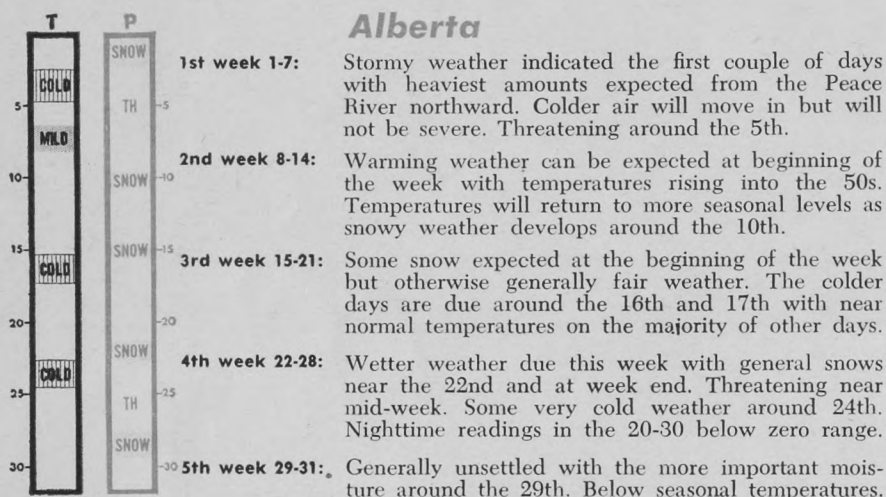 T P
Alberta
SNOW
COLD
5- TH -5
MILD
10- SNOW -10
15- SNOW -15
COLD
20- -20
SNOW
COLD
25- TH -25
SNOW
30- -30
1st week 1-7: Stormy weather indicated the first couple of days
with heaviest amounts expected from the Peace
River northward. Colder air will move in but will
not be severe. Threatening around the 5th.
2nd week 8-14: Warming weather can be expected at beginning of
the week with temperatures rising into the 50s.
Temperatures will return to more seasonal levels as
snowy weather develops around the 10th.
3rd week 15-21: Some snow expected at the beginning of the week
but otherwise generally fair weather. The colder
days are due around the 16th and 17th with near
normal temperatures on the majority of other days.
4th week 22-28: Wetter weather due this week with general snows
near the 22nd and at week end. Threatening near
mid-week. Some very cold weather around 24th.
Nighttime readings in the 20-30 below zero range.
5th week 29-31: Generally unsettled with the more important mois-
ture around the 29th. Below seasonal temperatures.